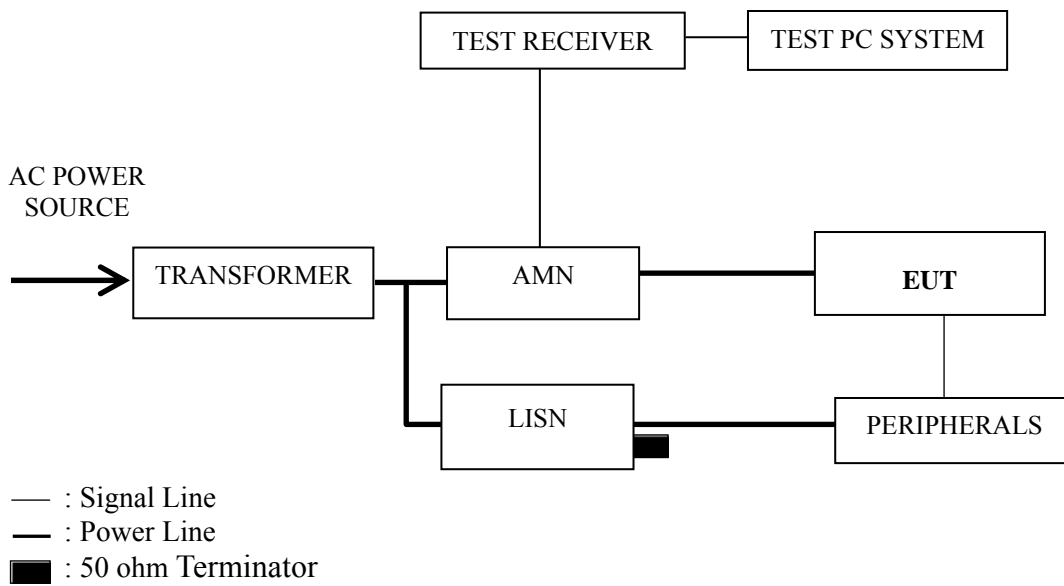 TEST RECEIVER
TEST PC SYSTEM
AC POWER
SOURCE
TRANSFORMER
AMN
EUT
LISN
PERIPHERALS
: Signal Line
: Power Line
: 50 ohm Terminator